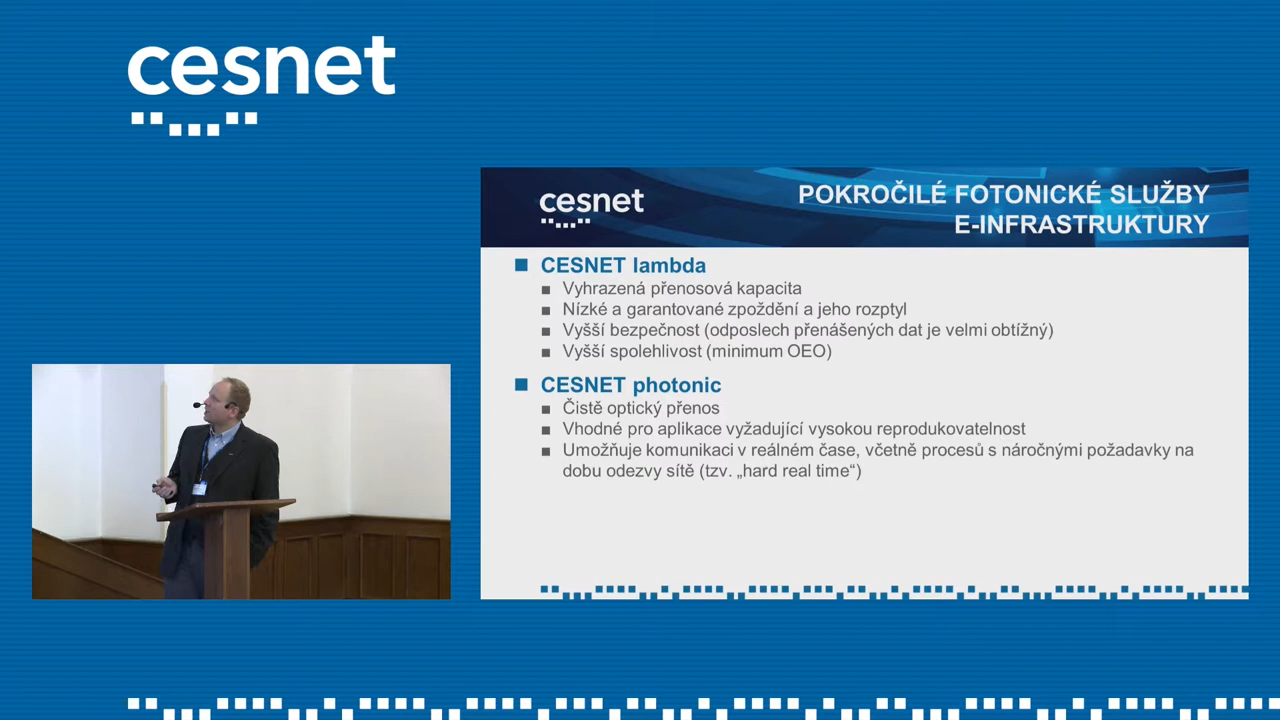 cesnet
cesnet
POKROČILÉ FOTONICKÉ SLUŽBY
E-INFRASTRUKTURY
CESNET lambda
Vyhrazená přenosová kapacita
Nízké a garantované zpoždění a jeho rozptyl
Vyšší bezpečnost (odposlech přenášených dat je velmi obtížný)
Vyšší spolehlivost (minimum OEO)
CESNET photonic
Čistě optický přenos
Vhodné pro aplikace vyžadující vysokou reprodukovatelnost
Umožňuje komunikaci v reálném čase, včetně procesů s náročnými požadavky na
dobu odezvy sítě (tzv. „hard real time“)